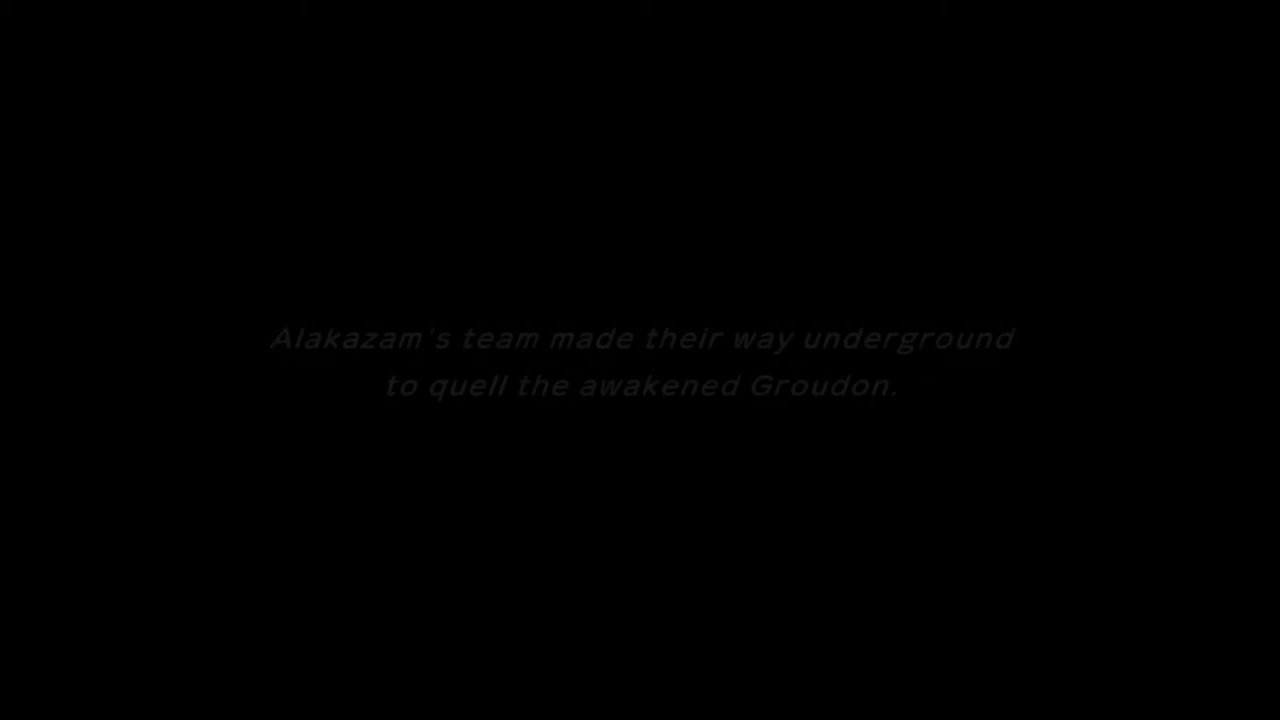 Alakazam's team made their way underground
to quell the awakened Groudon.